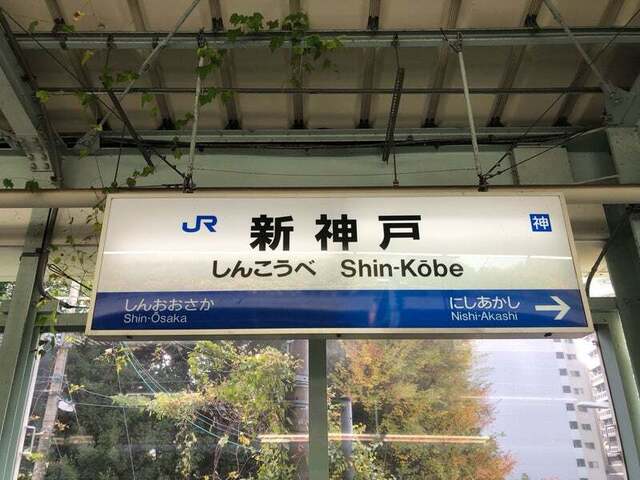 JR 新神戸 神
しんこうべ Shin-Kōbe
しんおおさか にしあかし
Shin-Ōsaka Nishi-Akashi